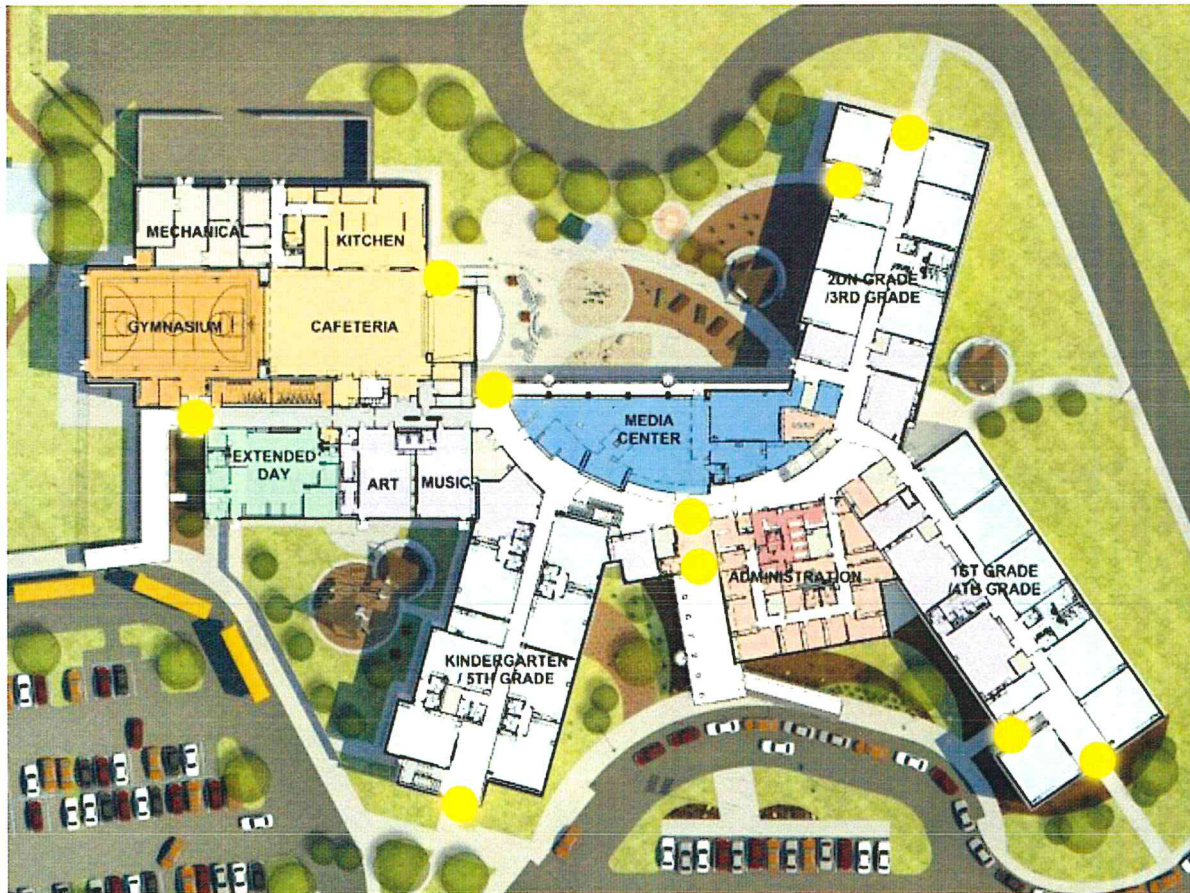 MECHANICAL
KITCHEN
GYMNASIUM
CAFETERIA
2DN GRADE
/3RD GRADE
MEDIA
CENTER
EXTENDED
DAY
ART
MUSIC
ADMINISTRATION
1ST GRADE
/4TH GRADE
KINDERGARTEN
/ 5TH GRADE